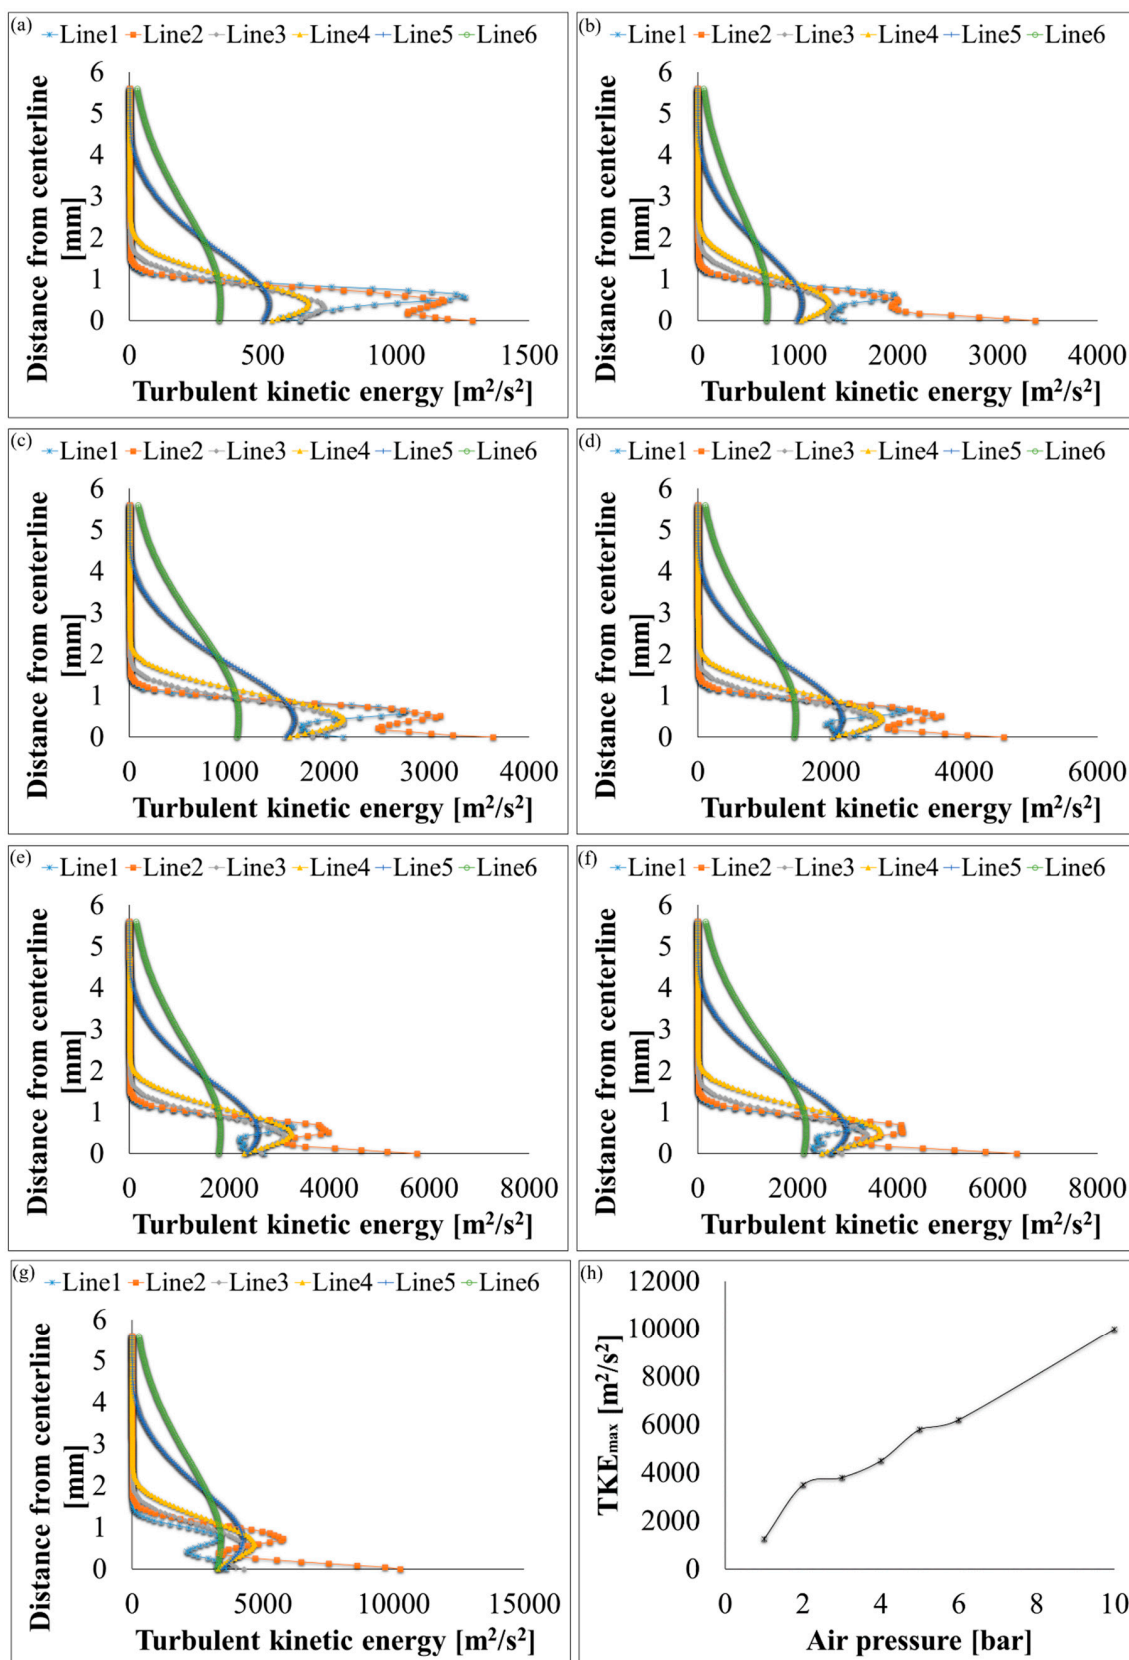 (a) Line1 Line2 Line3 Line4 Line5 Line6
Distance from centerline
[mm]
6
5
4
3
2
1
0
0 500 1000 1500
Turbulent kinetic energy [m²/s²]
(b) Line1 Line2 Line3 Line4 Line5 Line6
Distance from centerline
[mm]
6
5
4
3
2
1
0
0 1000 2000 3000 4000
Turbulent kinetic energy [m²/s²]
(c) Line1 Line2 Line3 Line4 Line5 Line6
Distance from centerline
[mm]
6
5
4
3
2
1
0
0 1000 2000 3000 4000
Turbulent kinetic energy [m²/s²]
(d) Line1 Line2 Line3 Line4 Line5 Line6
Distance from centerline
[mm]
6
5
4
3
2
1
0
0 2000 4000 6000
Turbulent kinetic energy [m²/s²]
(e) Line1 Line2 Line3 Line4 Line5 Line6
Distance from centerline
[mm]
6
5
4
3
2
1
0
0 2000 4000 6000 8000
Turbulent kinetic energy [m²/s²]
(f) Line1 Line2 Line3 Line4 Line5 Line6
Distance from centerline
[mm]
6
5
4
3
2
1
0
0 2000 4000 6000 8000
Turbulent kinetic energy [m²/s²]
(g) Line1 Line2 Line3 Line4 Line5 Line6
Distance from centerline
[mm]
6
5
4
3
2
1
0
0 5000 10000 15000
Turbulent kinetic energy [m²/s²]
(h)
TKEmax [m²/s²]
12000
10000
8000
6000
4000
2000
0
0 2 4 6 8 10
Air pressure [bar]